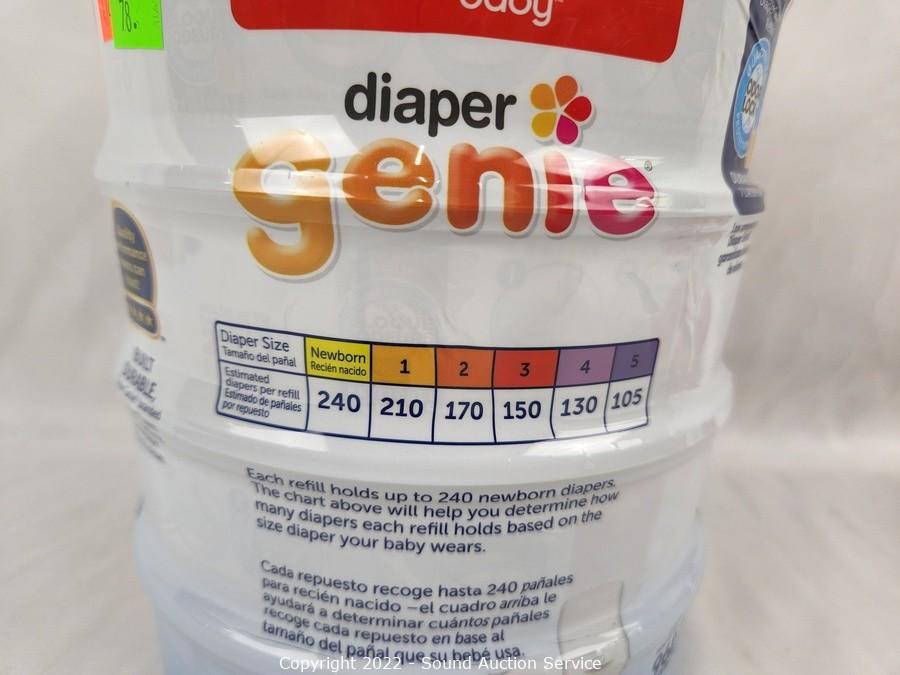 78.
baby
diaper
genie
Diaper Size
Tamaño del pañal
Newborn
Recién nacido
1 2 3 4 5
Estimated
diapers per refill
Estimado de pañales
por repuesto
240 210 170 150 130 105
Each refill holds up to 240 newborn diapers.
The chart above will help you determine how
many diapers each refill holds based on the
size diaper your baby wears.
Cada repuesto recoge hasta 240 pañales
para recién nacido –el cuadro arriba le
ayudará a determinar cuántos pañales
recoge cada repuesto en base al
tamaño del pañal que su bebé usa.
Copyright 2022 - Sound Auction Service